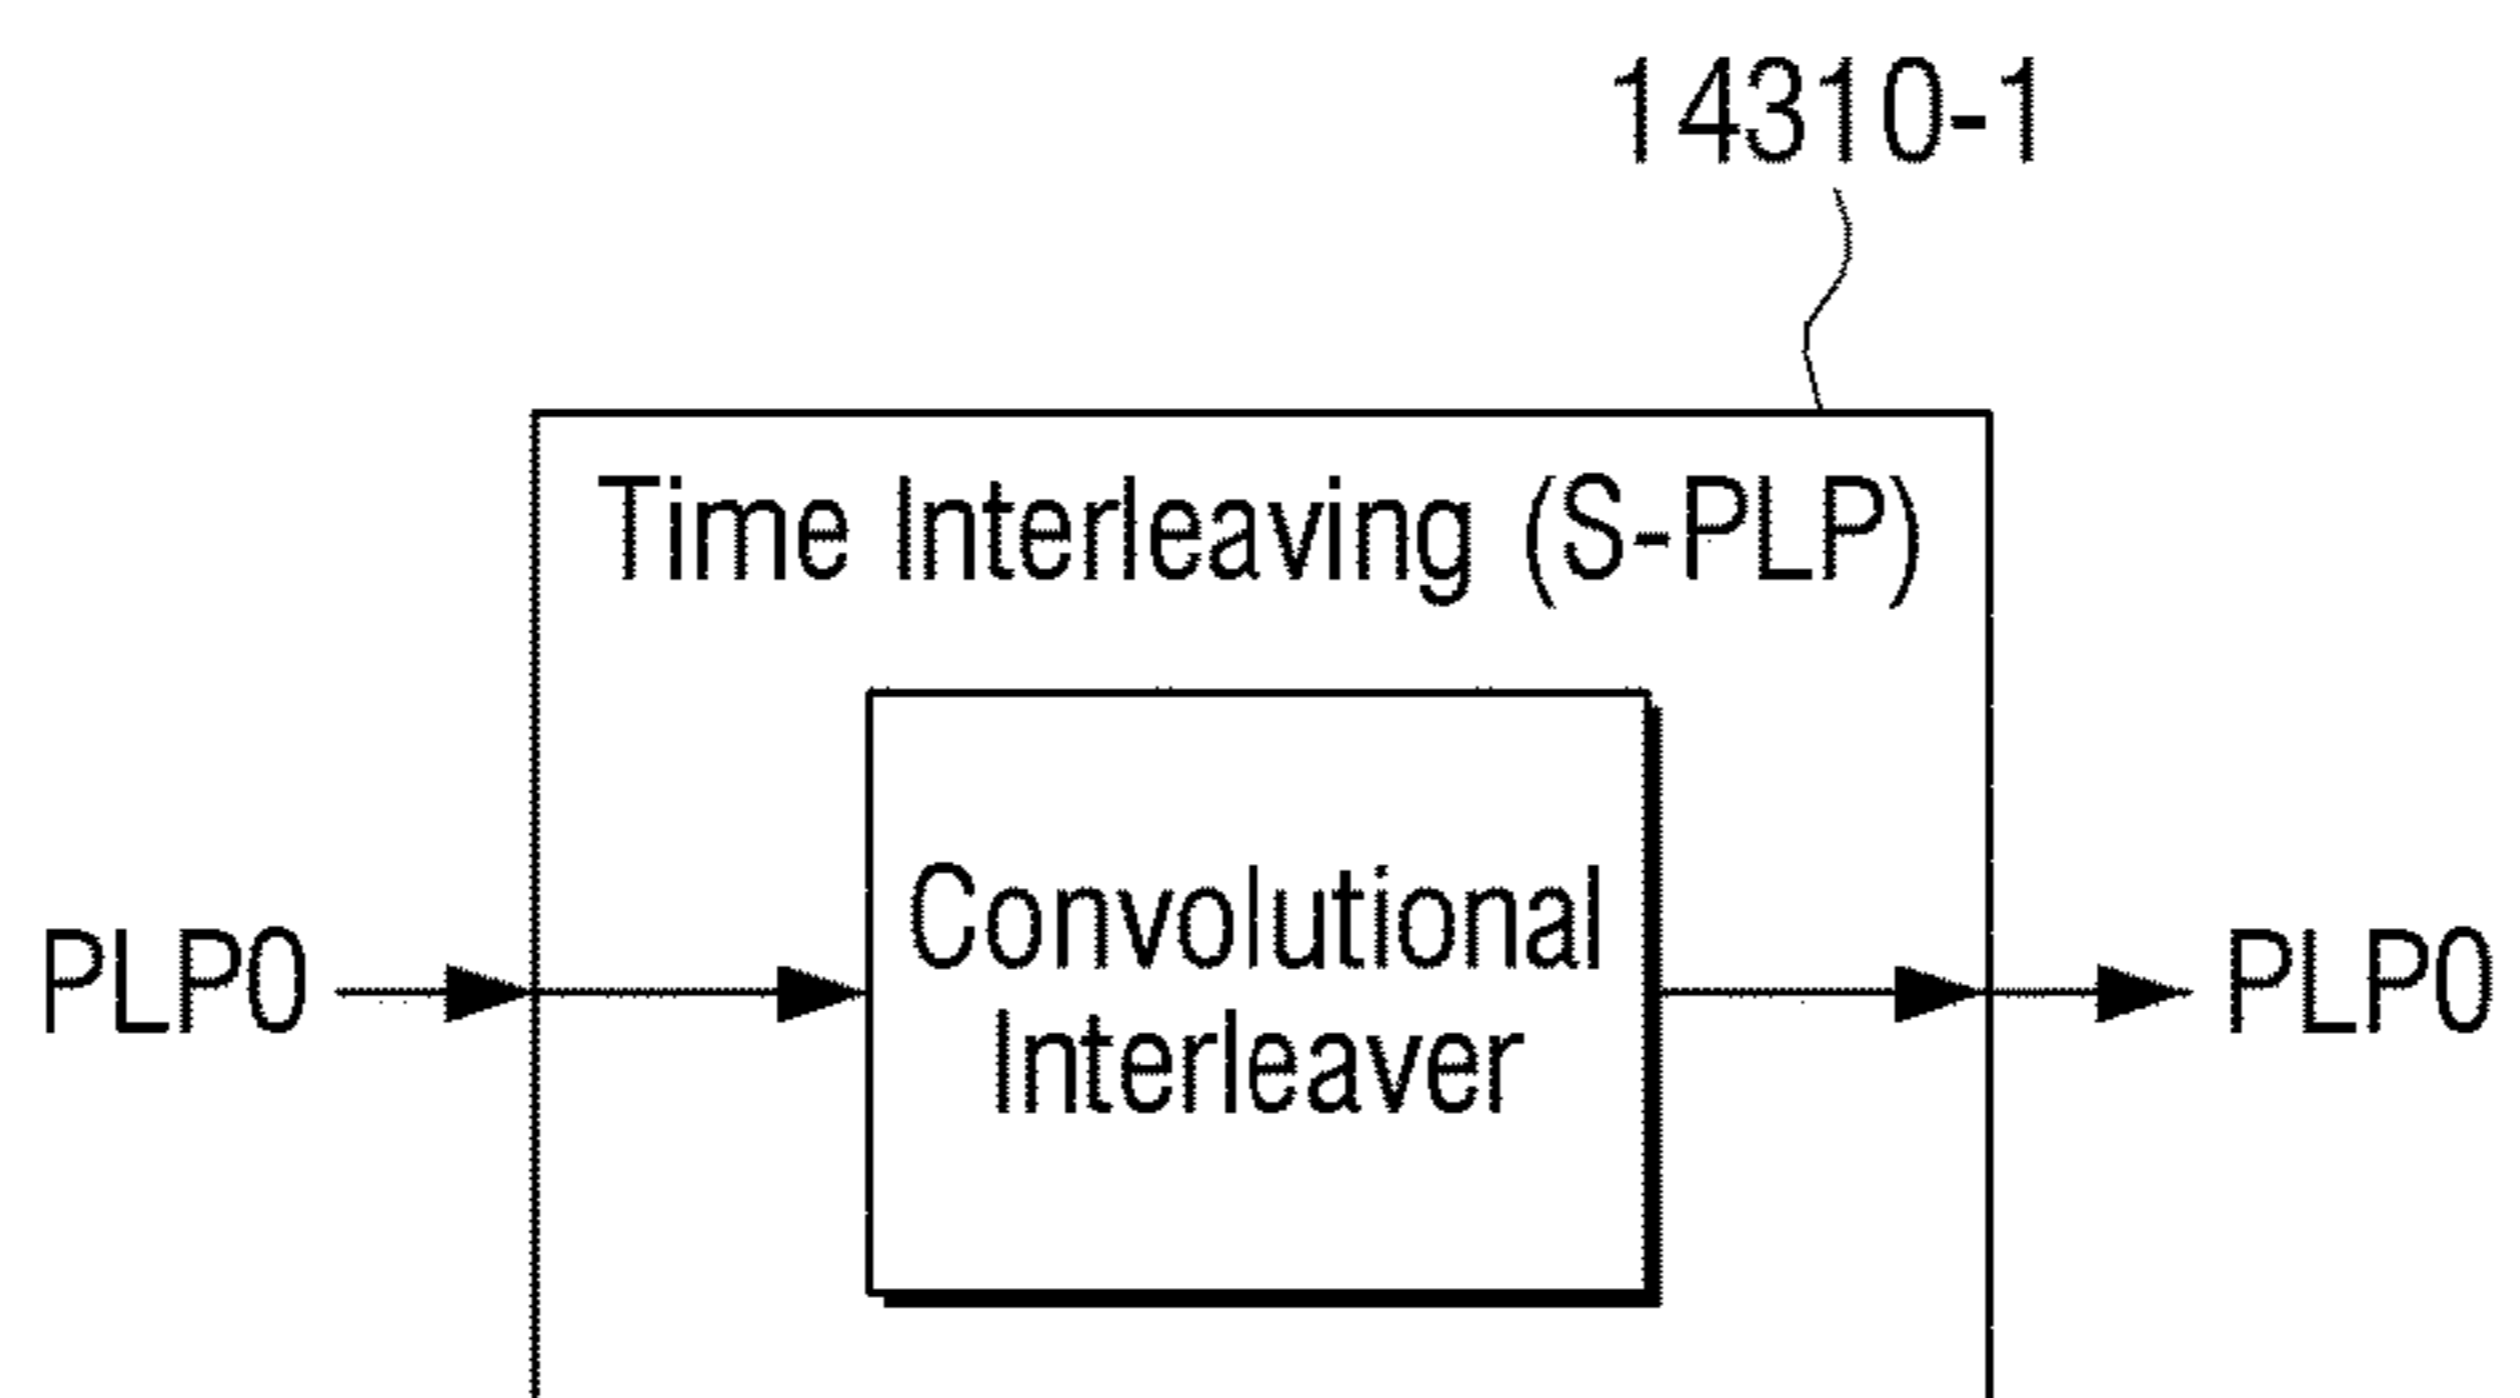 14310-1
Time Interleaving (S-PLP)
PLP0
Convolutional
Interleaver
PLP0